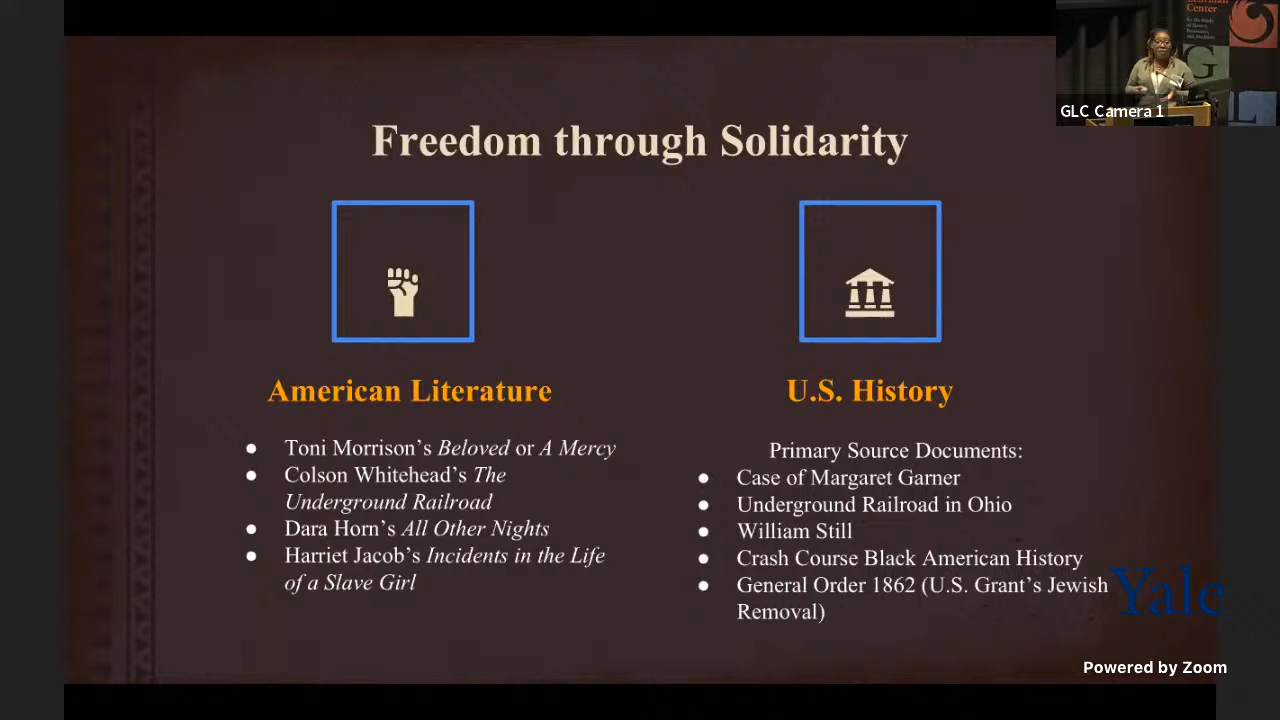 Freedom through Solidarity
American Literature
● Toni Morrison's Beloved or A Mercy
● Colson Whitehead's The
Underground Railroad
● Dara Horn's All Other Nights
● Harriet Jacob's Incidents in the Life
of a Slave Girl
U.S. History
Primary Source Documents:
● Case of Margaret Garner
● Underground Railroad in Ohio
● William Still
● Crash Course Black American History
● General Order 1862 (U.S. Grant's Jewish
Removal)
Center
GLC Camera 1
Yale
Powered by Zoom